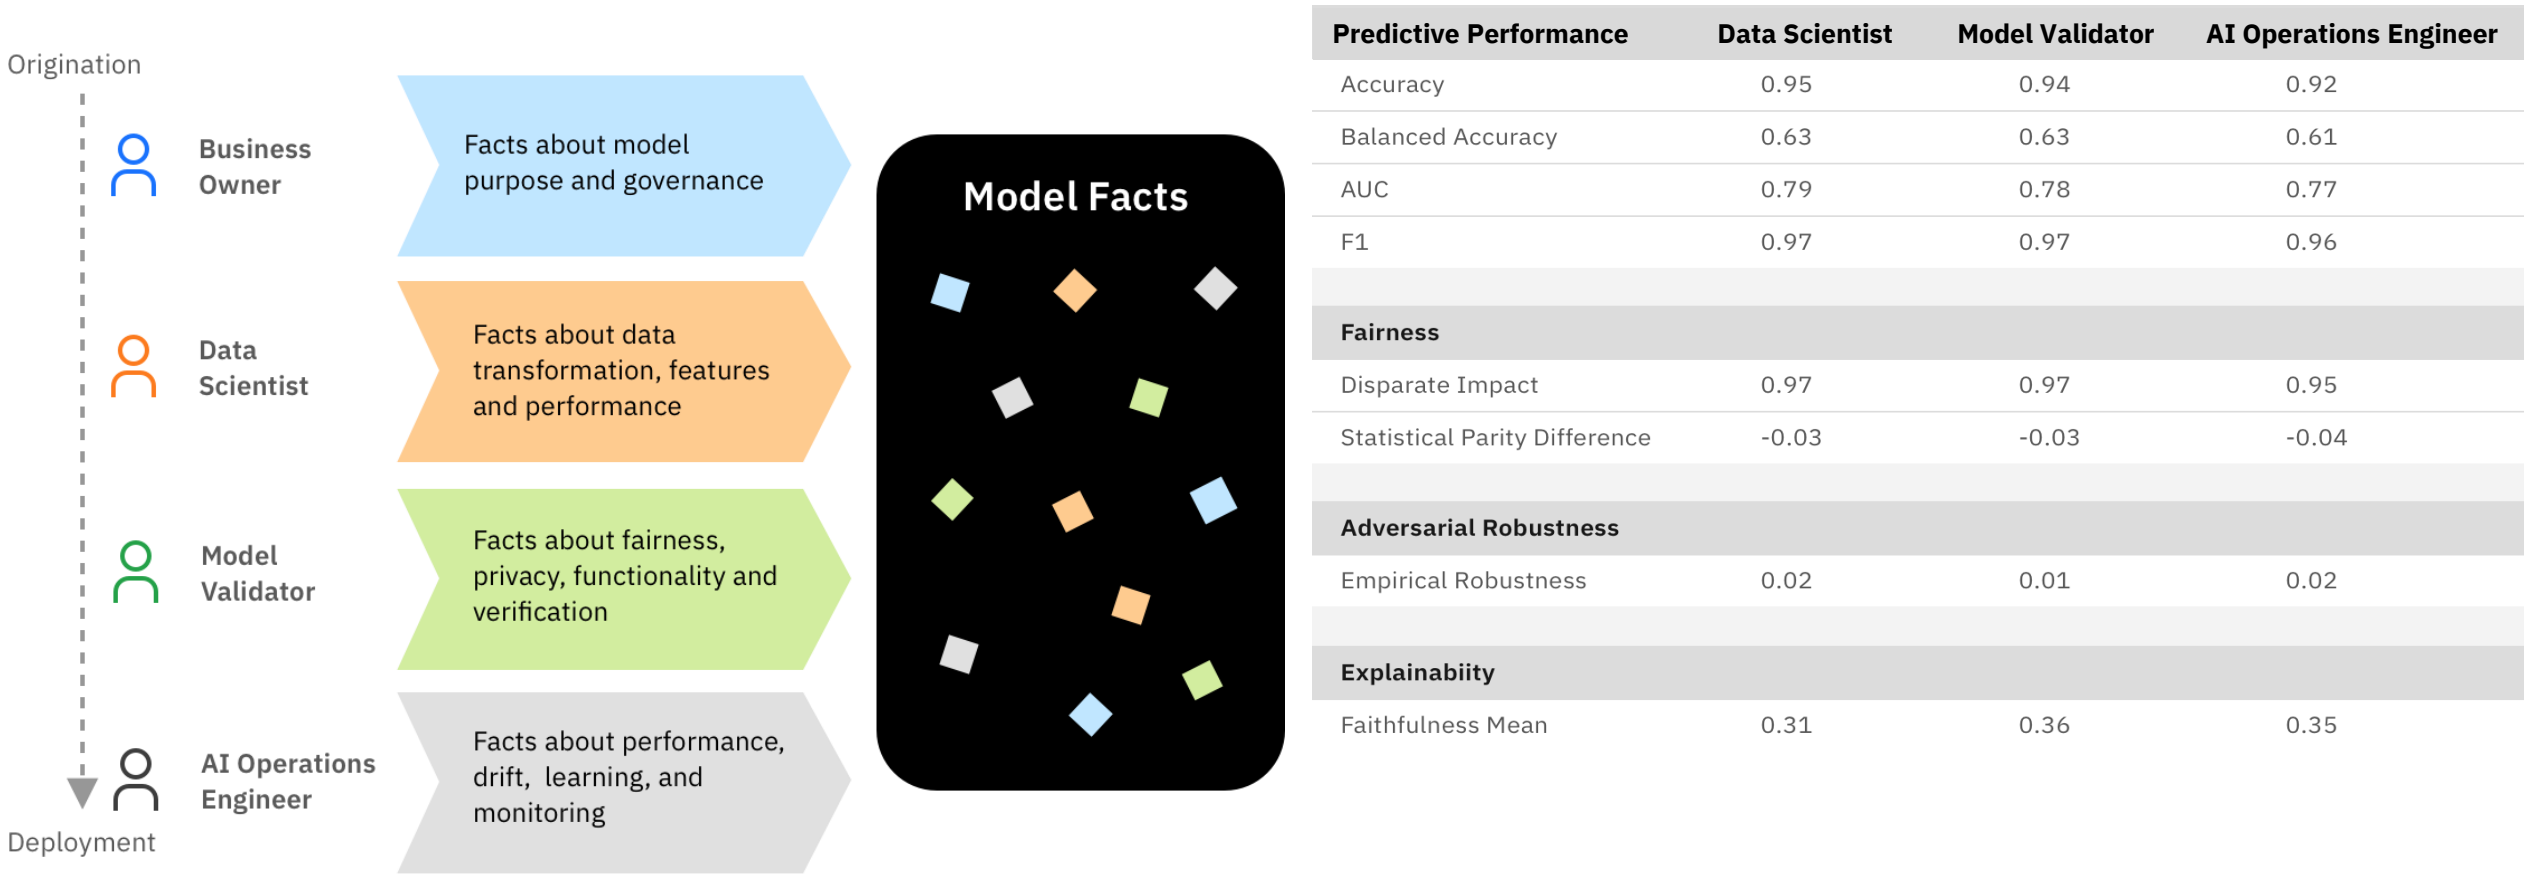 Origination
Business
Owner
Facts about model
purpose and governance
Data
Scientist
Facts about data
transformation, features
and performance
Model
Validator
Facts about fairness,
privacy, functionality and
verification
AI Operations
Engineer
Facts about performance,
drift, learning, and
monitoring
Deployment
Model Facts
Predictive Performance Data Scientist Model Validator AI Operations Engineer
Accuracy 0.95 0.94 0.92
Balanced Accuracy 0.63 0.63 0.61
AUC 0.79 0.78 0.77
F1 0.97 0.97 0.96
Fairness
Disparate Impact 0.97 0.97 0.95
Statistical Parity Difference -0.03 -0.03 -0.04
Adversarial Robustness
Empirical Robustness 0.02 0.01 0.02
Explainabiity
Faithfulness Mean 0.31 0.36 0.35